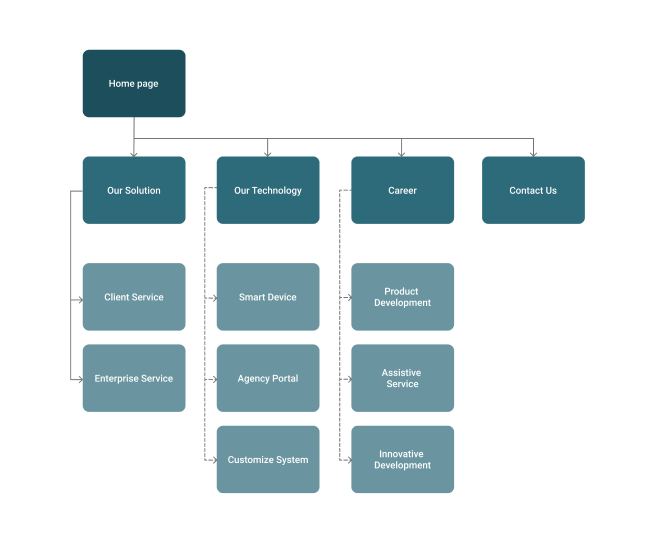 Home page
Our Solution
Our Technology
Career
Contact Us
Client Service
Smart Device
Product
Development
Enterprise Service
Agency Portal
Assistive
Service
Customize System
Innovative
Development